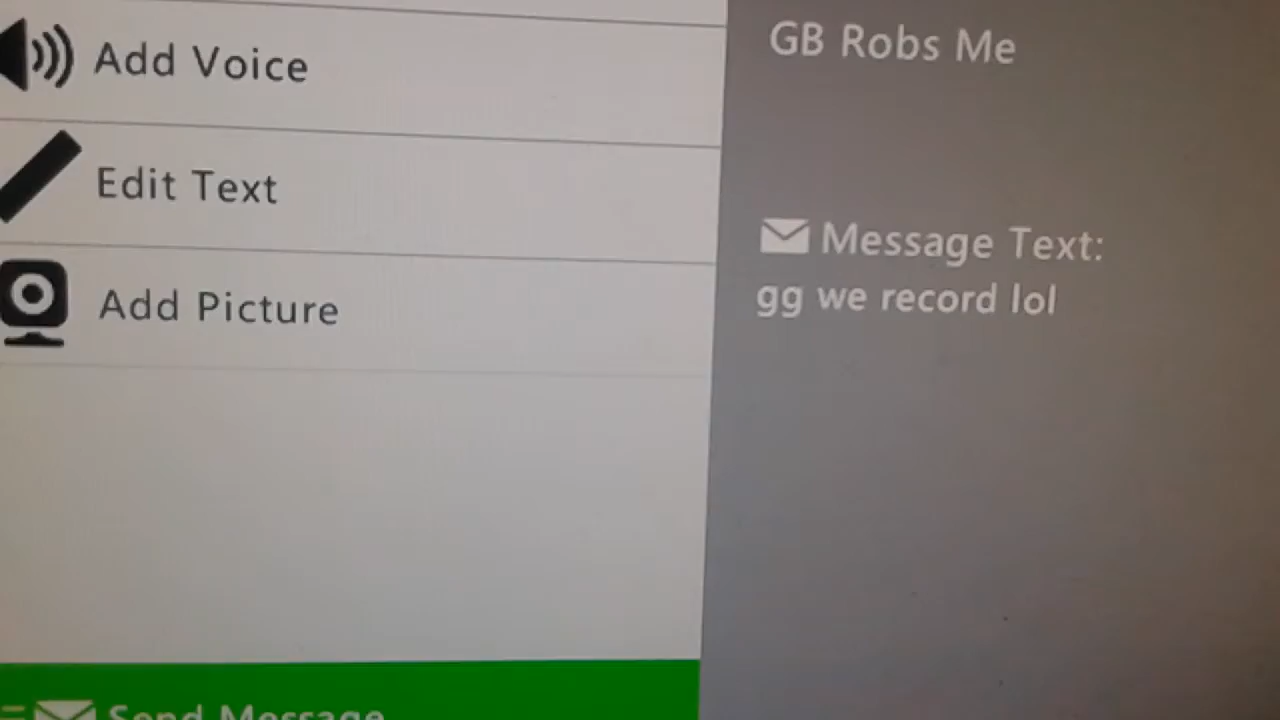 Add Voice
Edit Text
Add Picture
Send Message
GB Robs Me
Message Text:
gg we record lol